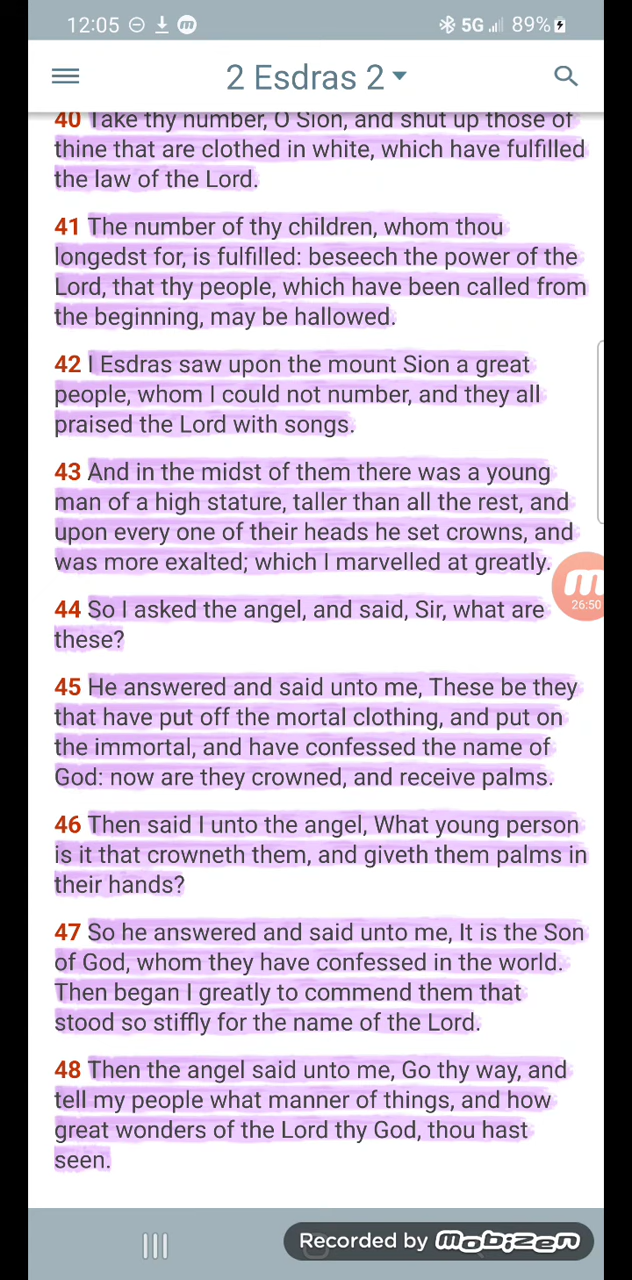 12:05 5G 89%
2 Esdras 2
40 Take thy number, O Sion, and shut up those of
thine that are clothed in white, which have fulfilled
the law of the Lord.
41 The number of thy children, whom thou
longedst for, is fulfilled: beseech the power of the
Lord, that thy people, which have been called from
the beginning, may be hallowed.
42 I Esdras saw upon the mount Sion a great
people, whom I could not number, and they all
praised the Lord with songs.
43 And in the midst of them there was a young
man of a high stature, taller than all the rest, and
upon every one of their heads he set crowns, and
was more exalted; which I marvelled at greatly.
m
26:50
44 So I asked the angel, and said, Sir, what are
these?
45 He answered and said unto me, These be they
that have put off the mortal clothing, and put on
the immortal, and have confessed the name of
God: now are they crowned, and receive palms.
46 Then said I unto the angel, What young person
is it that crowneth them, and giveth them palms in
their hands?
47 So he answered and said unto me, It is the Son
of God, whom they have confessed in the world.
Then began I greatly to commend them that
stood so stiffly for the name of the Lord.
48 Then the angel said unto me, Go thy way, and
tell my people what manner of things, and how
great wonders of the Lord thy God, thou hast
seen.
Recorded by mobizen